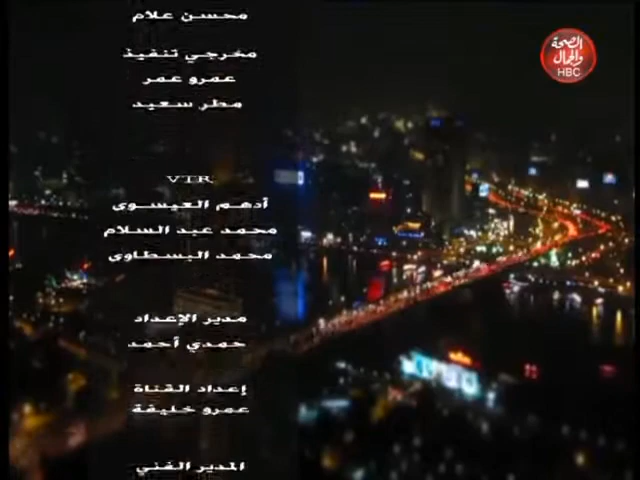 محسن علام
مخرجي تنفيذ
عمرو عمر
مطر سعيد
VTR
أدهم العيسوى
محمد عبد السلام
محمد البسطاوى
مدير الإعداد
حمدي أحمد
إعداد القناة
عمرو خليفة
المدير الفني
الصحة
والجمال
HBC